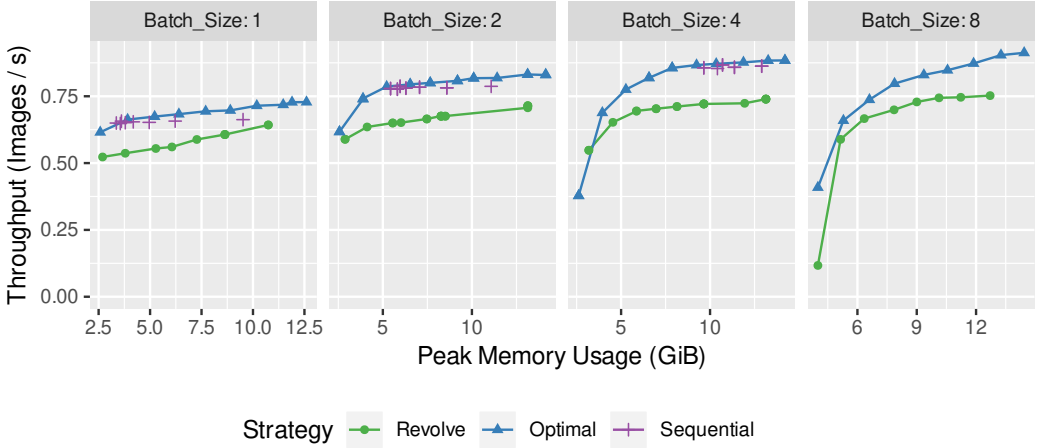 Batch_Size: 1
Batch_Size: 2
Batch_Size: 4
Batch_Size: 8
Throughput (Images / s)
0.75
0.50
0.25
0.00
2.5 5.0 7.5 10.0 12.5
5 10
5 10
6 9 12
Peak Memory Usage (GiB)
Strategy Revolve Optimal Sequential